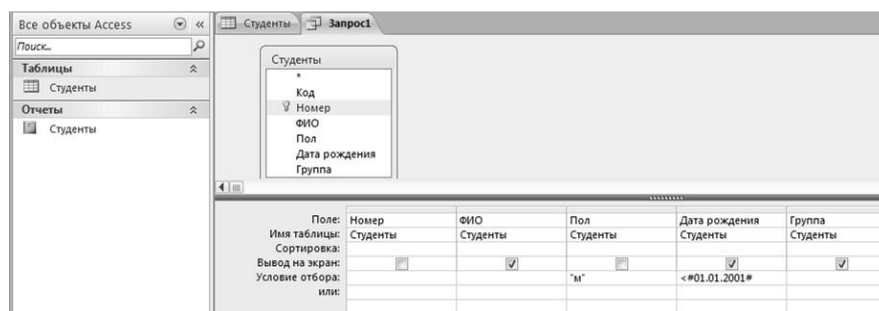 Все объекты Access
Поиск...
Таблицы
Студенты
Отчеты
Студенты
Студенты
Запрос1
Студенты
*
Код
Номер
ФИО
Пол
Дата рождения
Группа
Поле: Номер ФИО Пол Дата рождения Группа
Имя таблицы: Студенты Студенты Студенты Студенты Студенты
Сортировка:
Вывод на экран:
Условие отбора: "м" <#01.01.2001#
или: